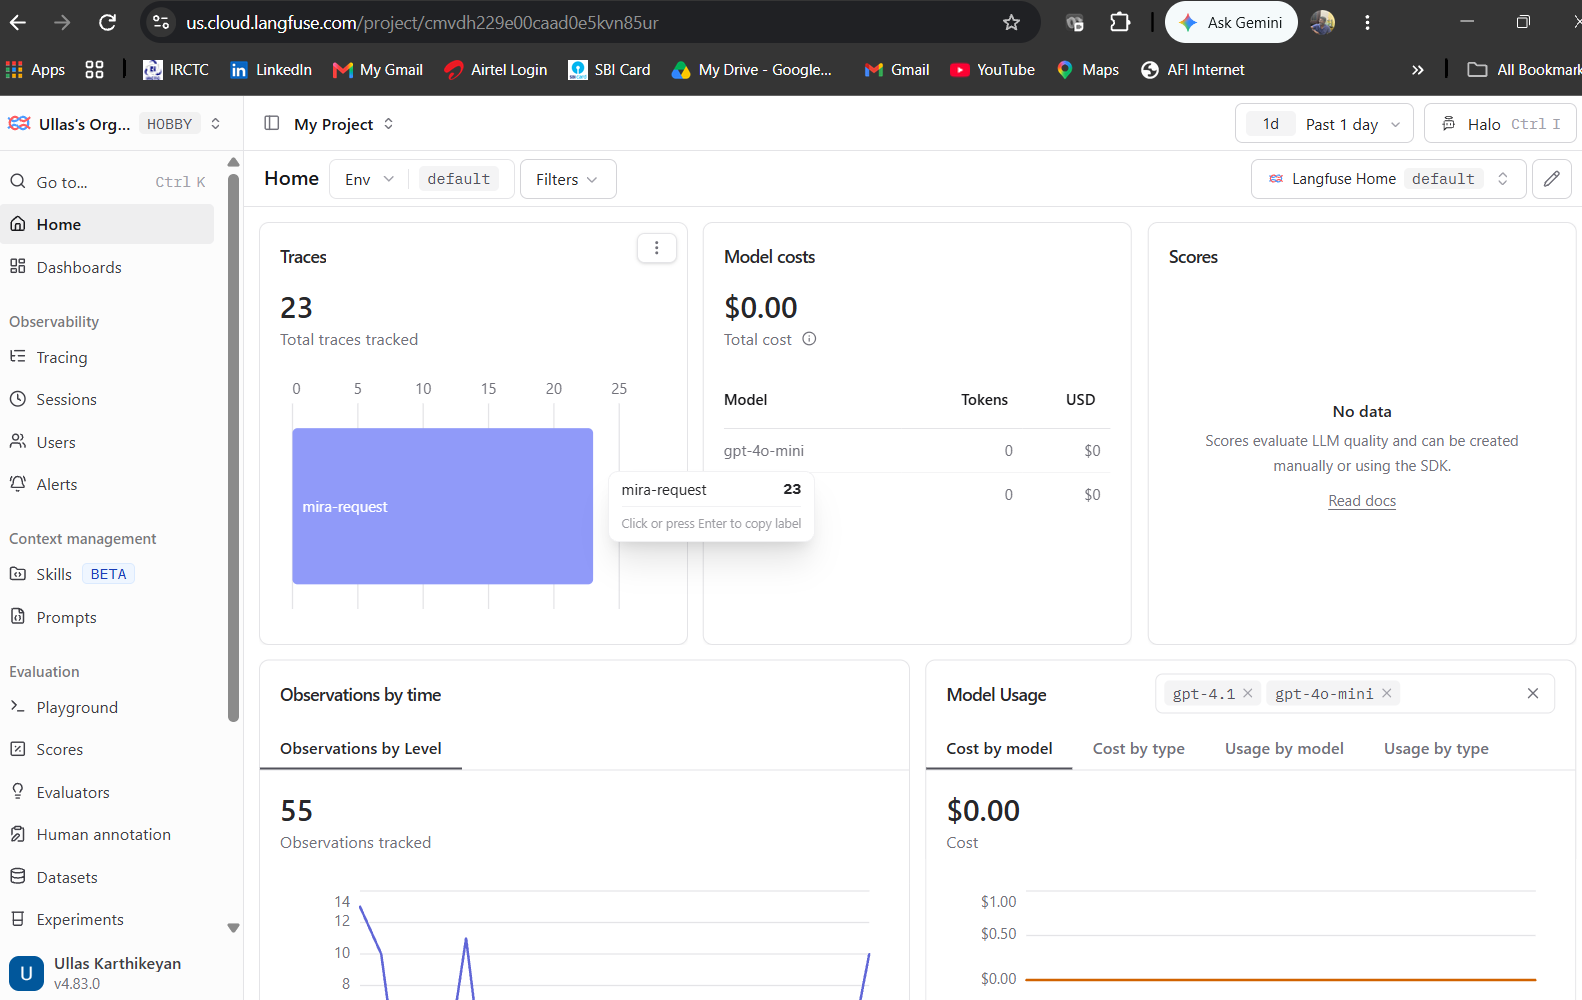 us.cloud.langfuse.com/project/cmvdh229e00caad0e5kvn85ur
Ask Gemini
Apps
IRCTC
LinkedIn
My Gmail
Airtel Login
SBI Card
My Drive - Google...
Gmail
YouTube
Maps
AFI Internet
»
All Bookmark
Ullas's Org... HOBBY
My Project
1d Past 1 day
Halo Ctrl I
Go to... Ctrl K
Home
Dashboards
Observability
Tracing
Sessions
Users
Alerts
Context management
Skills BETA
Prompts
Evaluation
Playground
Scores
Evaluators
Human annotation
Datasets
Experiments
U
Ullas Karthikeyan
v4.83.0
Home
Env default
Filters
Langfuse Home default
Traces
23
Total traces tracked
0 5 10 15 20 25
mira-request
mira-request 23
Click or press Enter to copy label
Model costs
$0.00
Total cost
Model Tokens USD
gpt-4o-mini 0 $0
0 $0
Scores
No data
Scores evaluate LLM quality and can be created
manually or using the SDK.
Read docs
Observations by time
Observations by Level
55
Observations tracked
14
12
10
8
Model Usage
gpt-4.1 gpt-4o-mini
Cost by model Cost by type Usage by model Usage by type
$0.00
Cost
$1.00
$0.50
$0.00